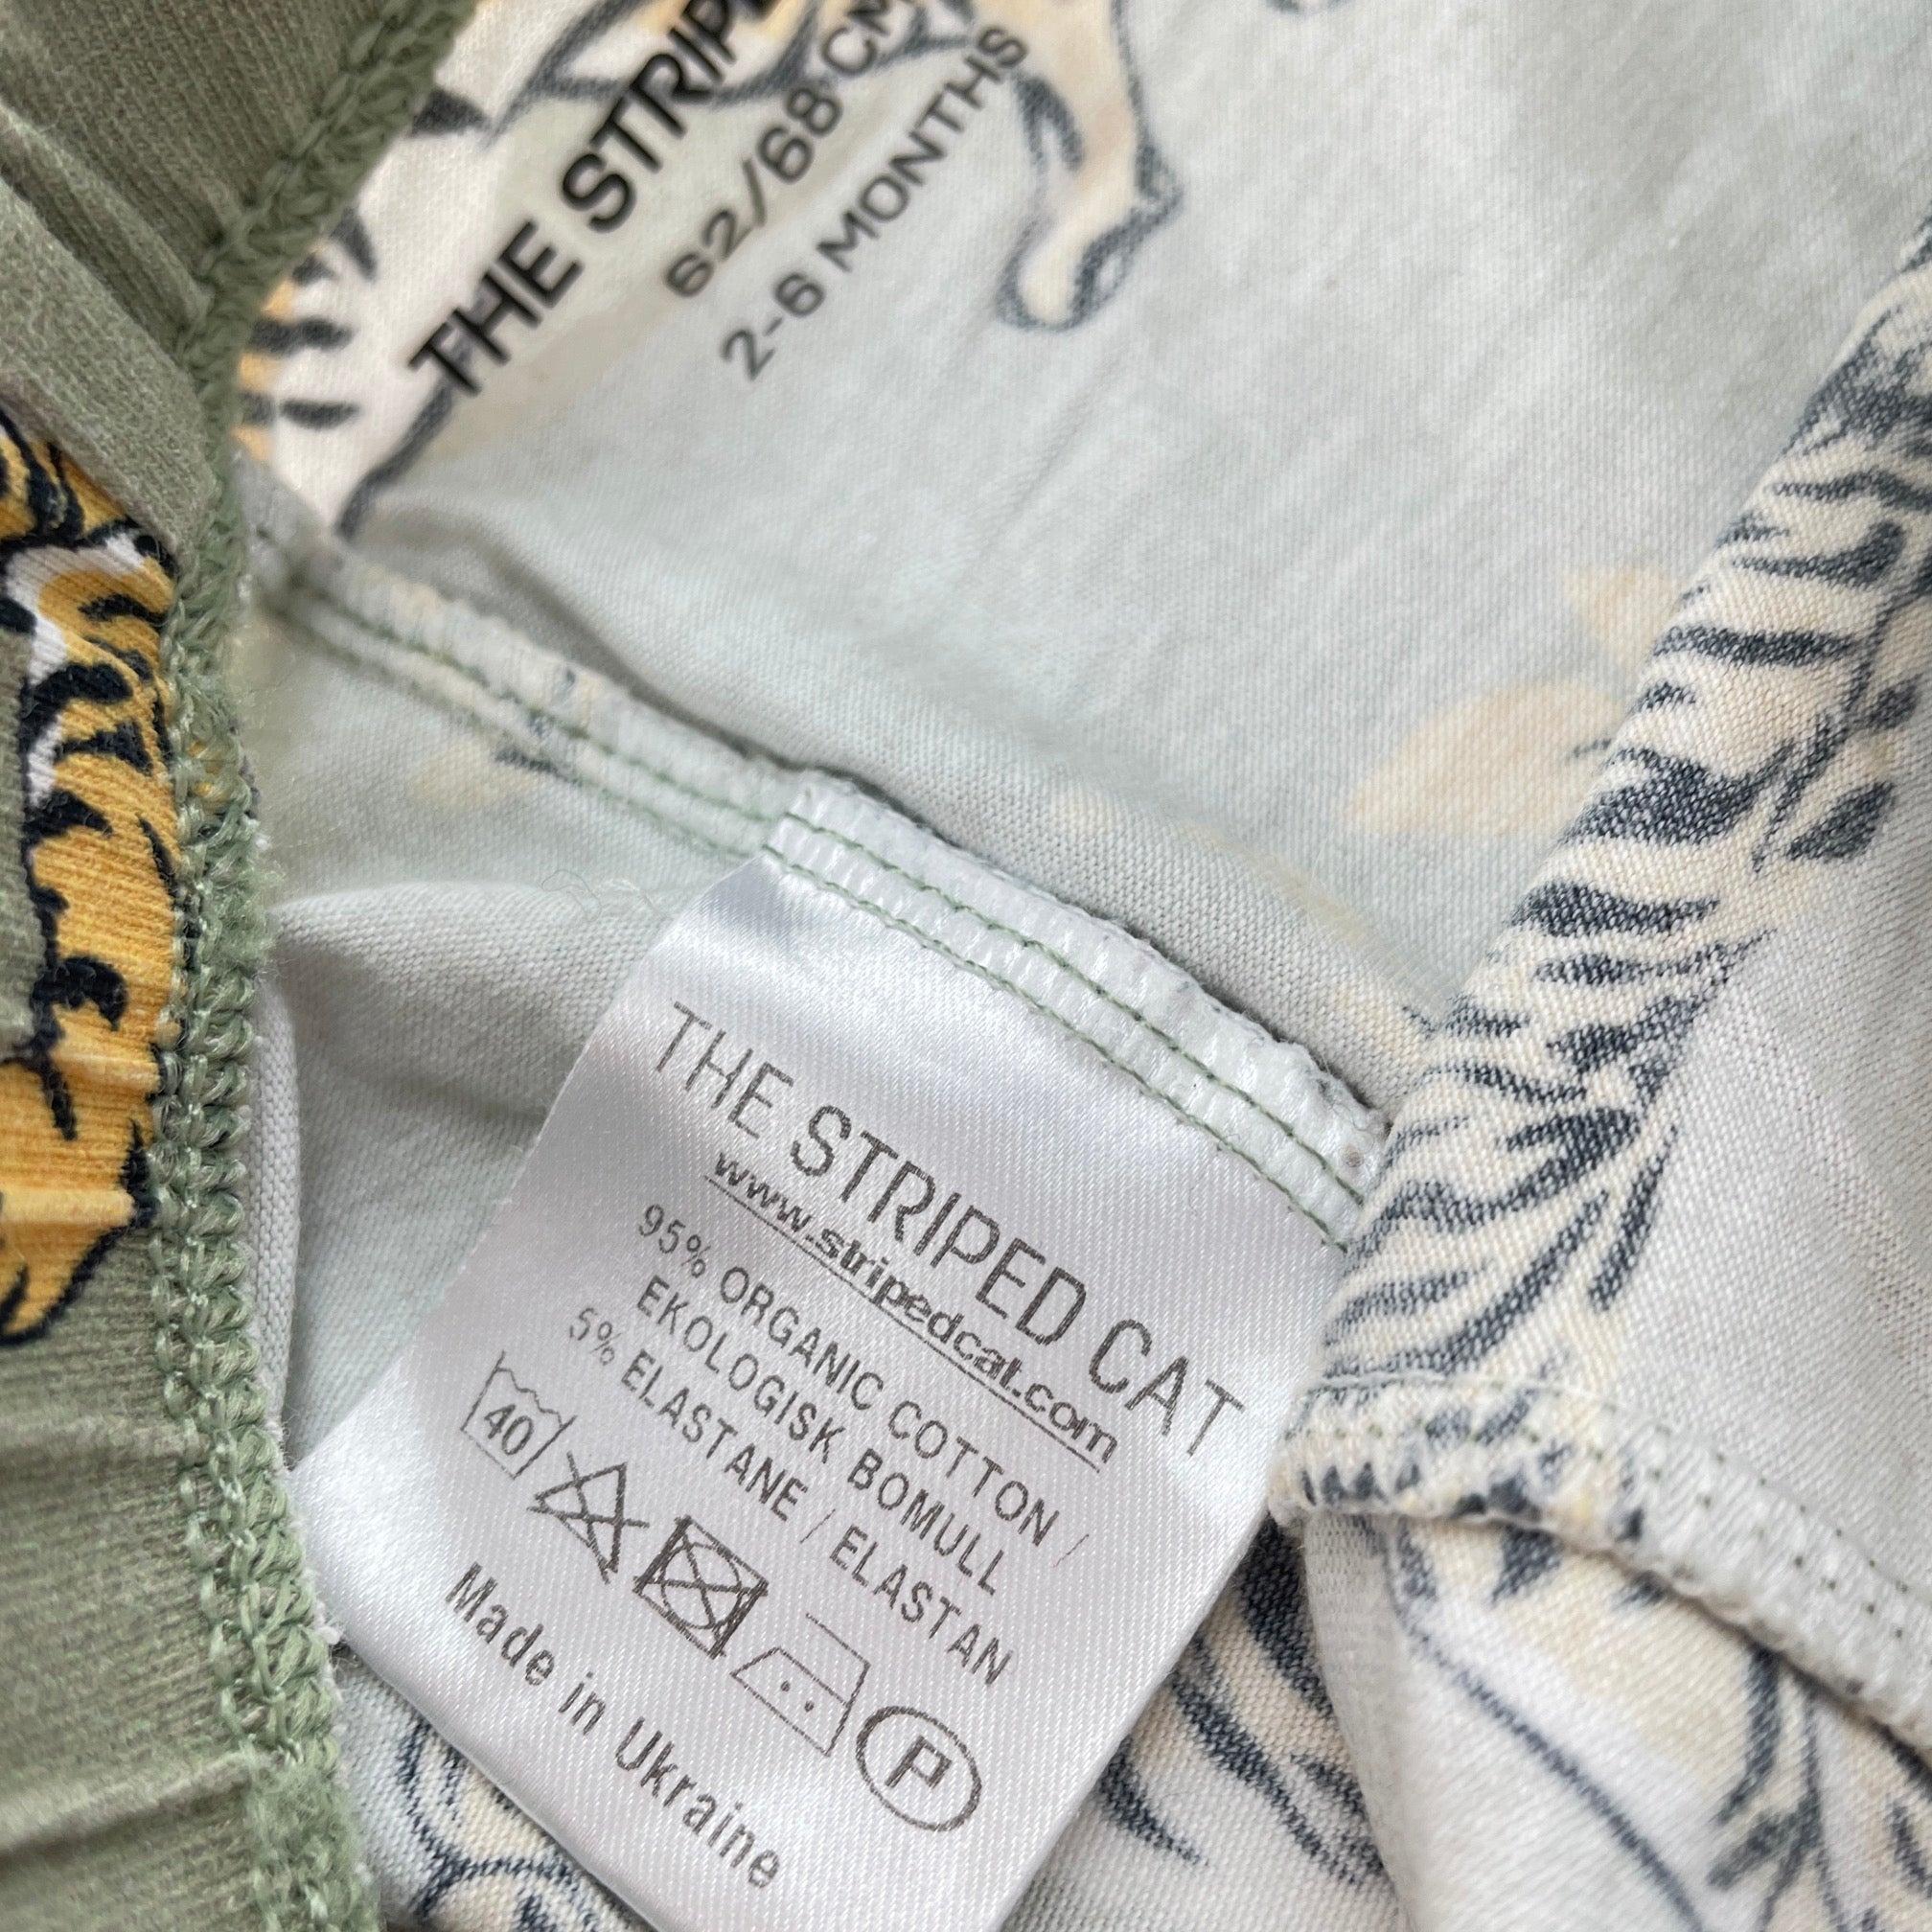 THE STRIPE
62/68 CM
2-6 MONTHS
THE STRIPED CAT
www.stripedcat.com
95% ORGANIC COTTON /
EKOLOGISK BOMULL
5% ELASTANE / ELASTAN
40
P
Made in Ukraine